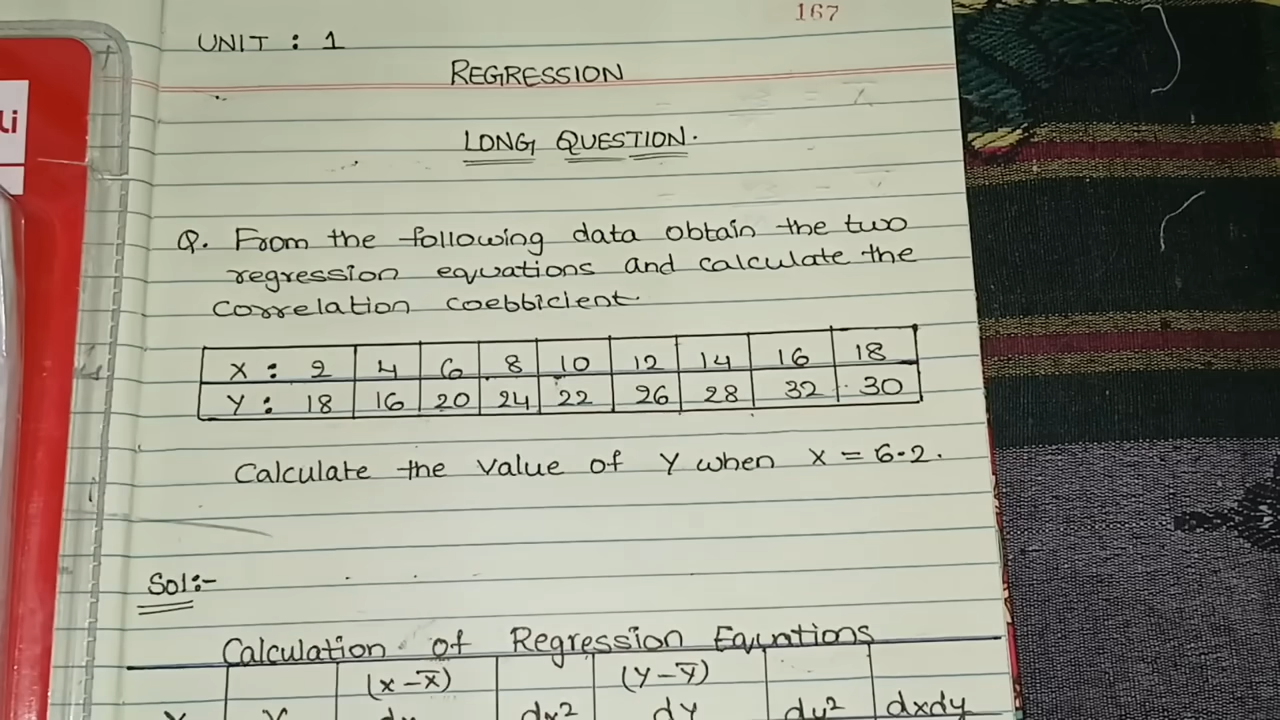 167
UNIT : 1
REGRESSION
LONG QUESTION.
Q. From the following data obtain the two
regression equations and calculate the
correlation coebbicient.
X : 2 4 6 8 10 12 14 16 18
Y : 18 16 20 24 22 26 28 32 30
Calculate the value of Y when X = 6.2.
Sol:-
Calculation of Regression Equations
(x-x̄) (y-ȳ)
dx² dy dy² dxdy